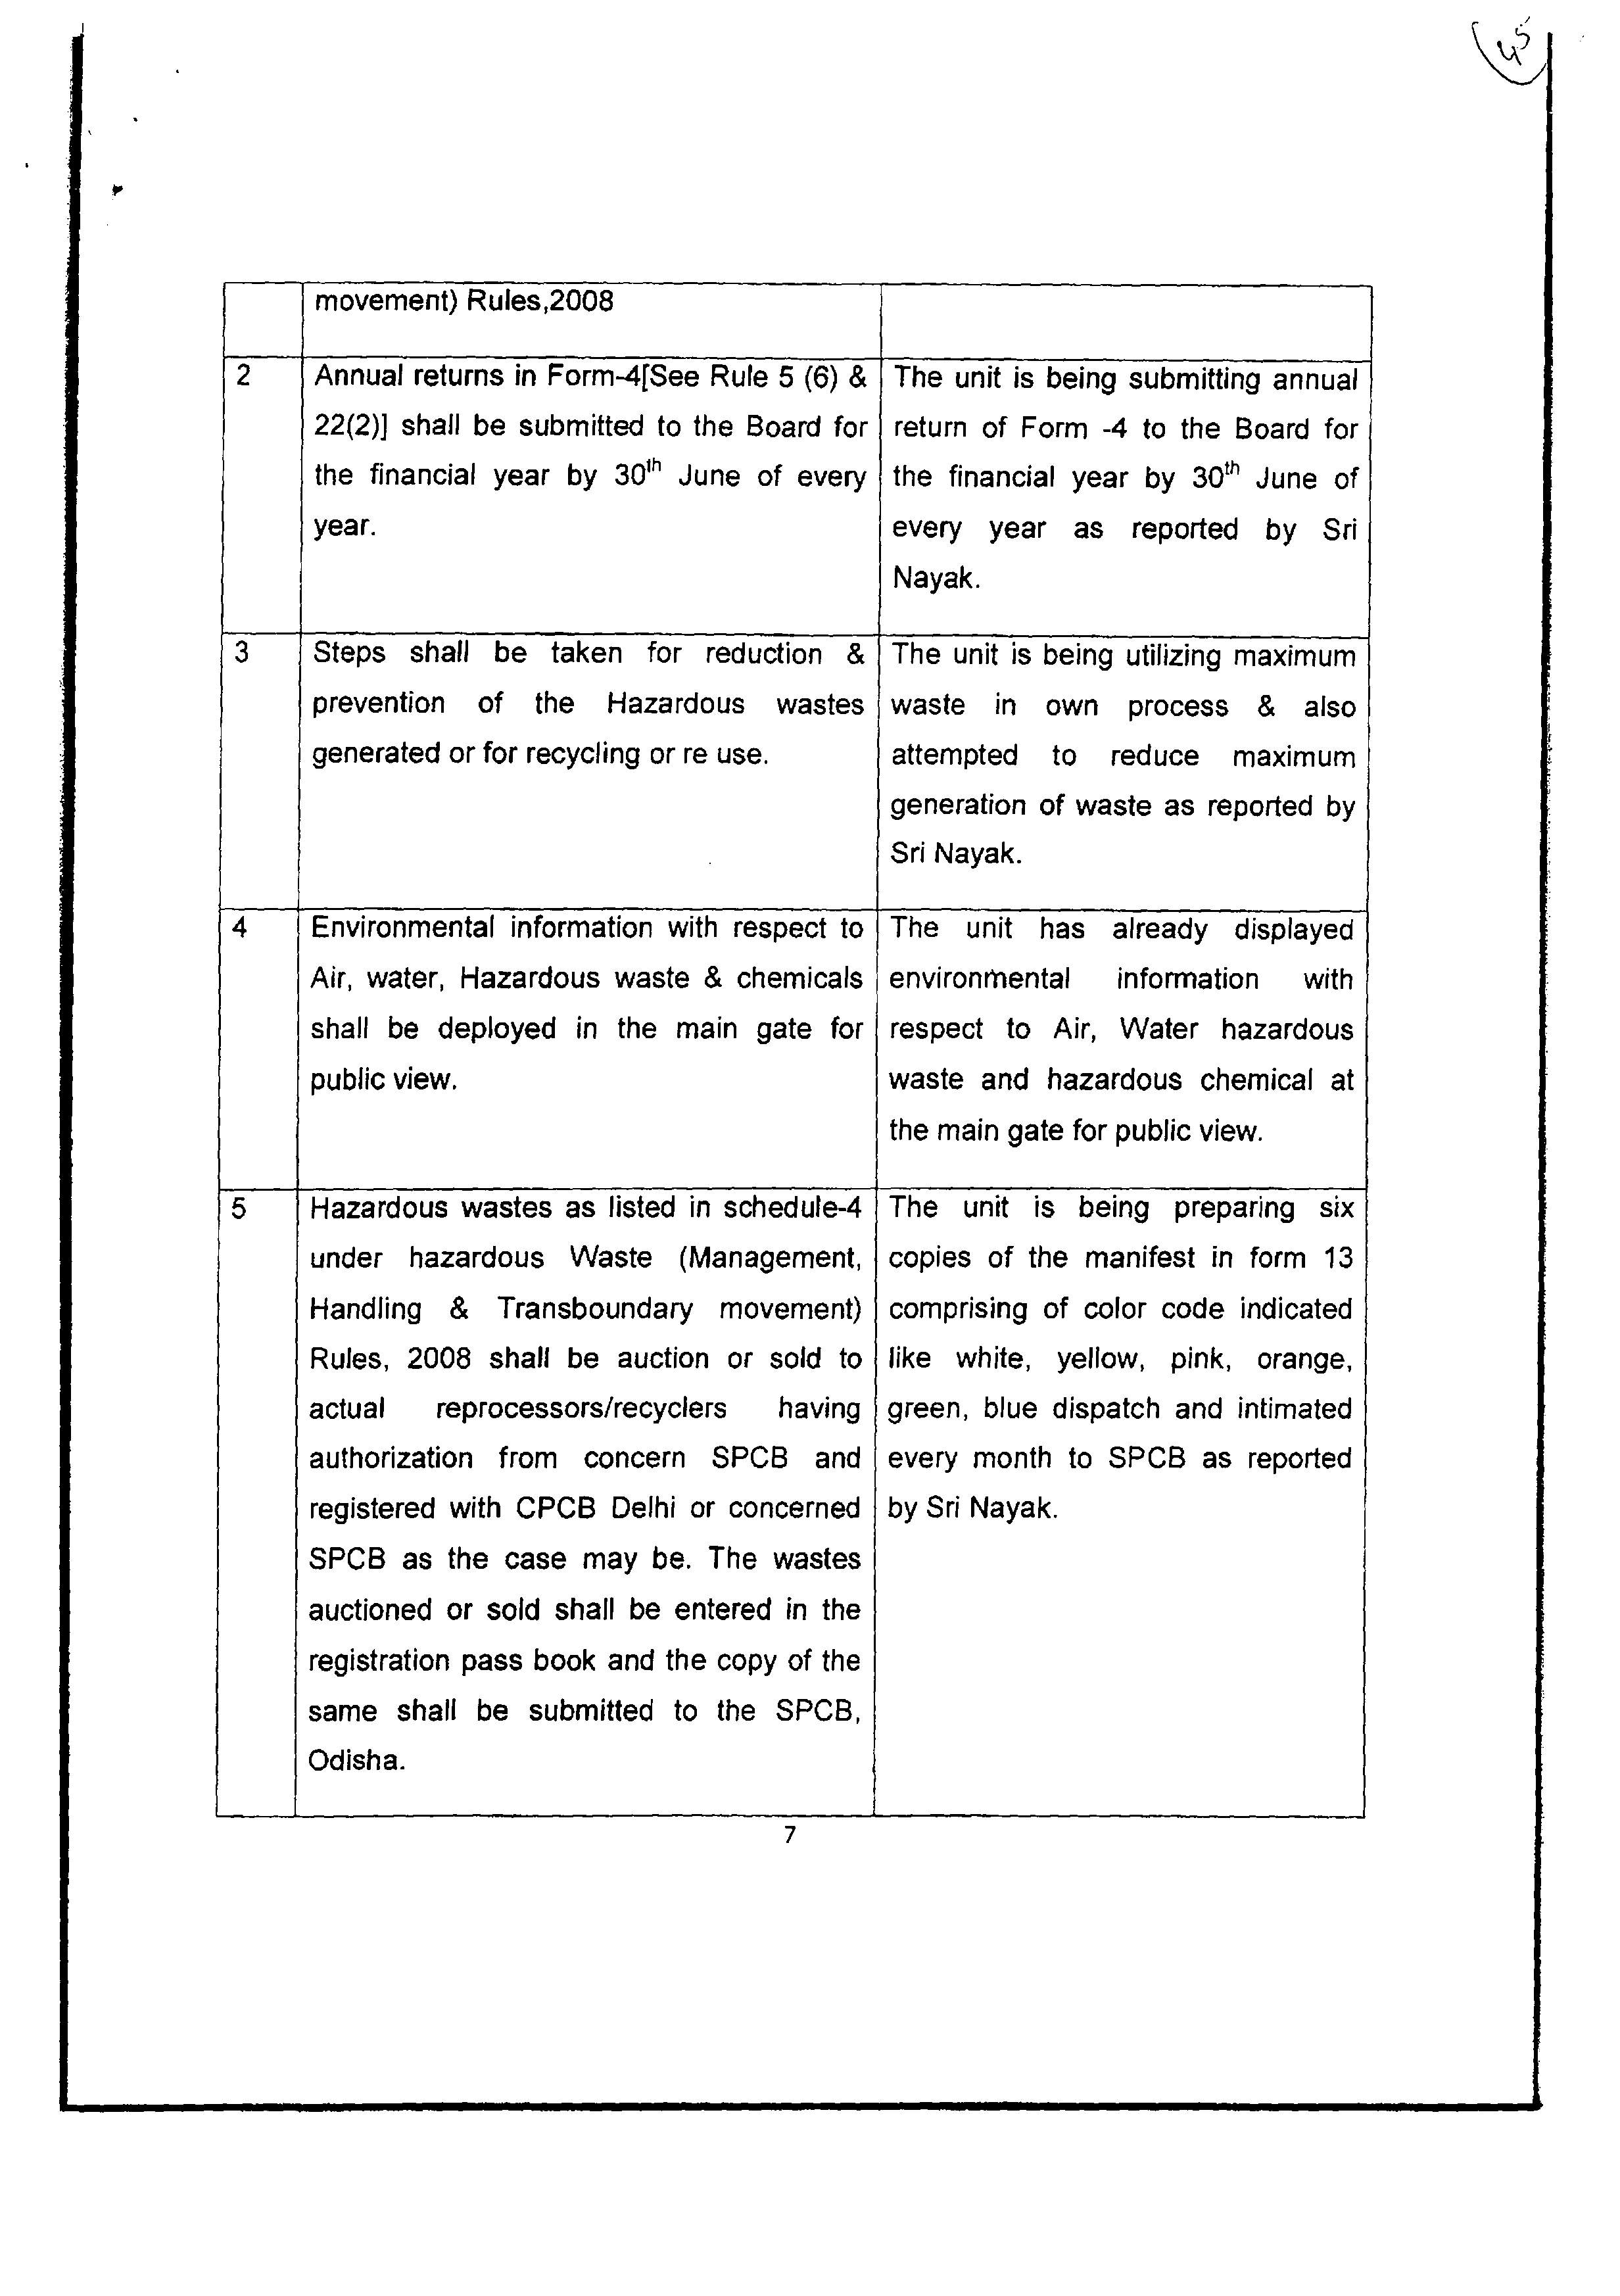 45
movement) Rules,2008
2
Annual returns in Form-4[See Rule 5 (6) &
22(2)] shall be submitted to the Board for
the financial year by 30th June of every
year.
The unit is being submitting annual
return of Form -4 to the Board for
the financial year by 30th June of
every year as reported by Sri
Nayak.
3
Steps shall be taken for reduction &
prevention of the Hazardous wastes
generated or for recycling or re use.
The unit is being utilizing maximum
waste in own process & also
attempted to reduce maximum
generation of waste as reported by
Sri Nayak.
4
Environmental information with respect to
Air, water, Hazardous waste & chemicals
shall be deployed in the main gate for
public view.
The unit has already displayed
environmental information with
respect to Air, Water hazardous
waste and hazardous chemical at
the main gate for public view.
5
Hazardous wastes as listed in schedule-4
under hazardous Waste (Management,
Handling & Transboundary movement)
Rules, 2008 shall be auction or sold to
actual reprocessors/recyclers having
authorization from concern SPCB and
registered with CPCB Delhi or concerned
SPCB as the case may be. The wastes
auctioned or sold shall be entered in the
registration pass book and the copy of the
same shall be submitted to the SPCB,
Odisha.
The unit is being preparing six
copies of the manifest in form 13
comprising of color code indicated
like white, yellow, pink, orange,
green, blue dispatch and intimated
every month to SPCB as reported
by Sri Nayak.
7